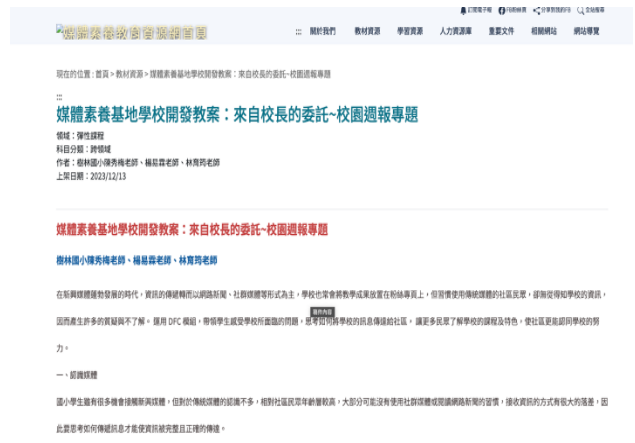 訂閱電子報 分享到我的FB 全站搜尋
媒體素養教育資源網首頁
::: 關於我們 教材資源 學習資源 人力資源庫 重要文件 相關網站 網站導覽
現在的位置 : 首頁 > 教材資源 > 媒體素養基地學校開發教案：來自校長的委託~校園週報專題
:::
媒體素養基地學校開發教案：來自校長的委託~校園週報專題
領域：彈性課程
科目分類：跨領域
作者：樹林國小陳秀梅老師、楊易霖老師、林育筠老師
上架日期：2023/12/13
媒體素養基地學校開發教案：來自校長的委託~校園週報專題
樹林國小陳秀梅老師、楊易霖老師、林育筠老師
在新興媒體蓬勃發展的時代，資訊的傳遞轉而以網路新聞、社群媒體等形式為主，學校也常會將教學成果放置在粉絲專頁上，但習慣使用傳統媒體的社區民眾，卻無從得知學校的資訊，
因而產生許多的質疑與不了解。 運用 DFC 模組，帶領學生感受學校所面臨的問題，思考如何將學校的訊息傳達給社區。 讓更多民眾了解學校的課程及特色，使社區更能認同學校的努
力。
一、認識媒體
國小學生雖有很多機會接觸新興媒體，但對於傳統媒體的認識不多，相對社區民眾年齡層較高，大部分可能沒有使用社群媒體或閱讀網路新聞的習慣，接收資訊的方式有很大的落差，因
此要思考如何傳遞訊息才能使資訊被完整且正確的傳達。